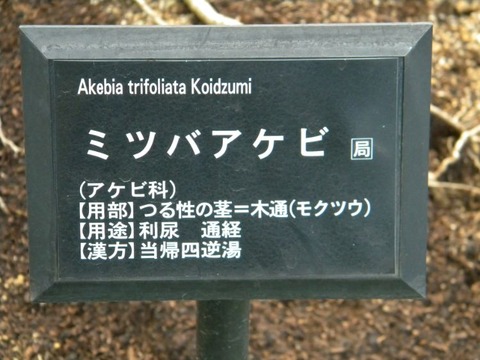 Akebia trifoliata Koidzumi
ミツバアケビ 局
(アケビ科)
【用部】つる性の茎=木通(モクツウ)
【用途】利尿　通経
【漢方】当帰四逆湯